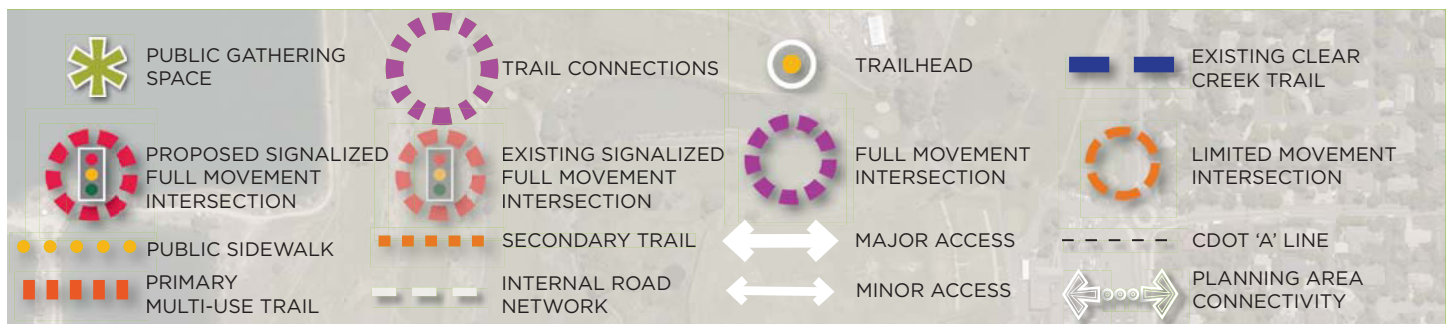 PUBLIC GATHERING
SPACE
TRAIL CONNECTIONS
TRAILHEAD
EXISTING CLEAR
CREEK TRAIL
PROPOSED SIGNALIZED
FULL MOVEMENT
INTERSECTION
EXISTING SIGNALIZED
FULL MOVEMENT
INTERSECTION
FULL MOVEMENT
INTERSECTION
LIMITED MOVEMENT
INTERSECTION
PUBLIC SIDEWALK
SECONDARY TRAIL
MAJOR ACCESS
CDOT ‘A’ LINE
PRIMARY
MULTI-USE TRAIL
INTERNAL ROAD
NETWORK
MINOR ACCESS
PLANNING AREA
CONNECTIVITY